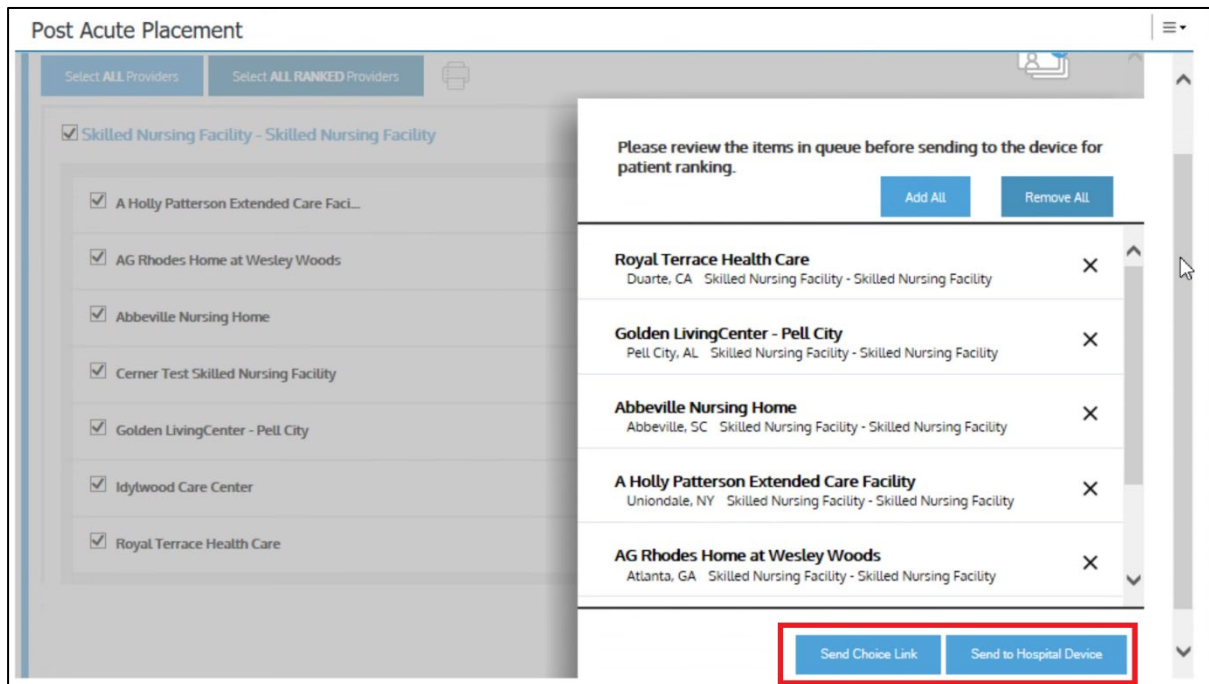 Post Acute Placement
Select ALL Providers
Select ALL RANKED Providers
Skilled Nursing Facility - Skilled Nursing Facility
A Holly Patterson Extended Care Faci...
AG Rhodes Home at Wesley Woods
Abbeville Nursing Home
Cerner Test Skilled Nursing Facility
Golden LivingCenter - Pell City
Idylwood Care Center
Royal Terrace Health Care
Please review the items in queue before sending to the device for
patient ranking.
Add All
Remove All
Royal Terrace Health Care
Duarte, CA Skilled Nursing Facility - Skilled Nursing Facility
Golden LivingCenter - Pell City
Pell City, AL Skilled Nursing Facility - Skilled Nursing Facility
Abbeville Nursing Home
Abbeville, SC Skilled Nursing Facility - Skilled Nursing Facility
A Holly Patterson Extended Care Facility
Uniondale, NY Skilled Nursing Facility - Skilled Nursing Facility
AG Rhodes Home at Wesley Woods
Atlanta, GA Skilled Nursing Facility - Skilled Nursing Facility
Send Choice Link
Send to Hospital Device